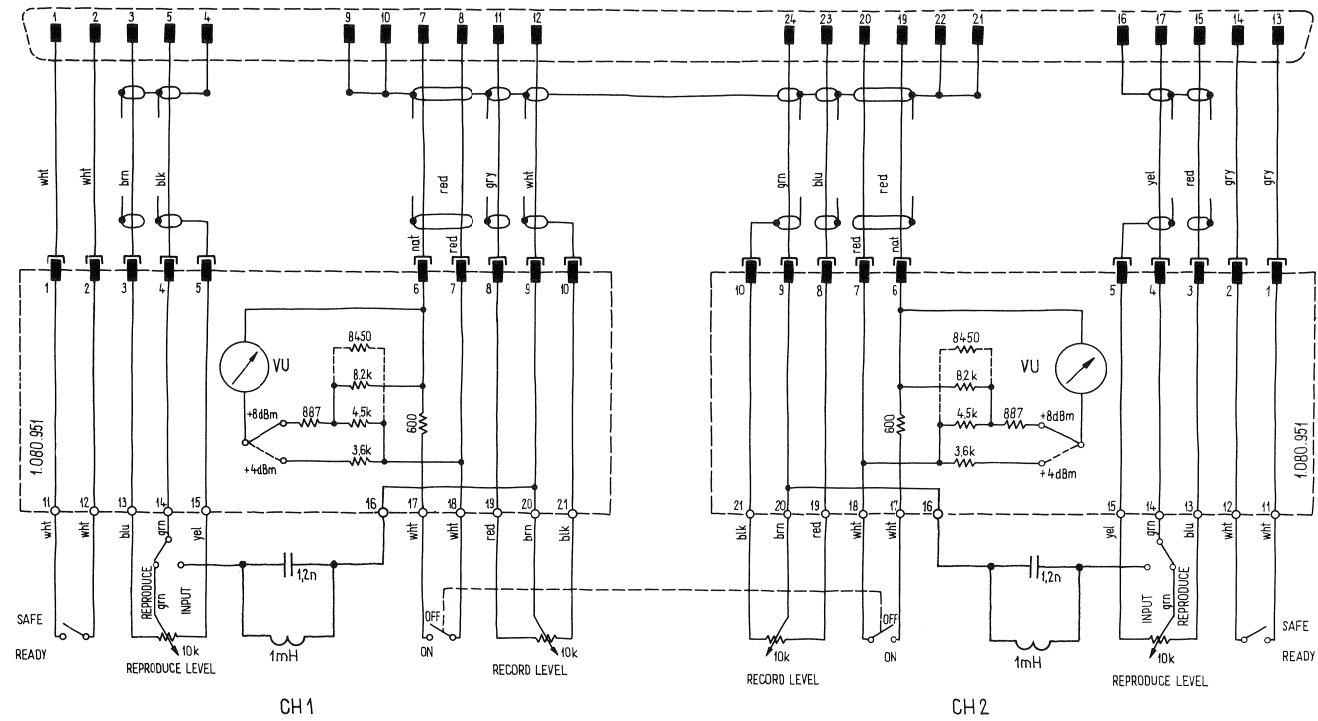 1 2 3 5 4 9 10 7 8 11 12 24 23 20 19 22 21 16 17 15 14 13
wht wht brn blk red gry wht grn blu red yel red gry gry
nat red red nat
1 2 3 4 5 6 7 8 9 10 10 9 8 7 6 5 4 3 2 1
8450 8450
VU 8,2k 8,2k VU
+8dBm 887 4,5k 600 600 4,5k 887 +8dBm
1.080.951 3,6k 3,6k 1.080.951
+4dBm +4dBm
11 12 13 14 15 16 17 18 19 20 21 21 20 19 18 17 16 15 14 13 12 11
wht wht blu grn yel wht wht red brn blk blk brn red wht wht yel grn blu wht wht
1,2n 1,2n
REPRODUCE grn INPUT INPUT grn REPRODUCE
SAFE OFF OFF SAFE
READY 10k 1mH ON 10k 10k ON 1mH 10k READY
REPRODUCE LEVEL RECORD LEVEL RECORD LEVEL REPRODUCE LEVEL
CH1 CH2